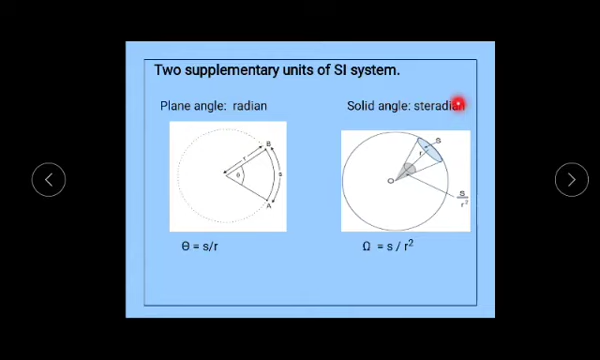 Two supplementary units of SI system.
Plane angle: radian
Solid angle: steradian
B
r
θ
s
A
S
r
O
S
r²
Θ = s/r
Ω = s / r²